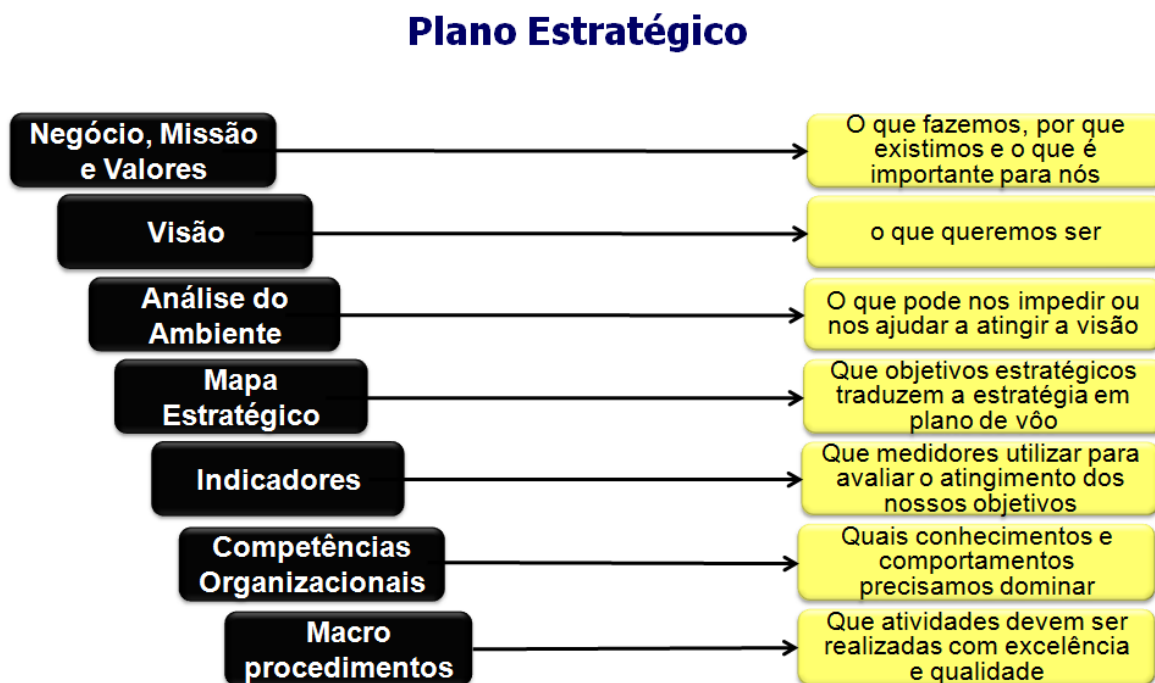 Plano Estratégico
Negócio, Missão
e Valores
O que fazemos, por que
existimos e o que é
importante para nós
Visão
o que queremos ser
Análise do
Ambiente
O que pode nos impedir ou
nos ajudar a atingir a visão
Mapa
Estratégico
Que objetivos estratégicos
traduzem a estratégia em
plano de vôo
Indicadores
Que medidores utilizar para
avaliar o atingimento dos
nossos objetivos
Competências
Organizacionais
Quais conhecimentos e
comportamentos
precisamos dominar
Macro
procedimentos
Que atividades devem ser
realizadas com excelência
e qualidade